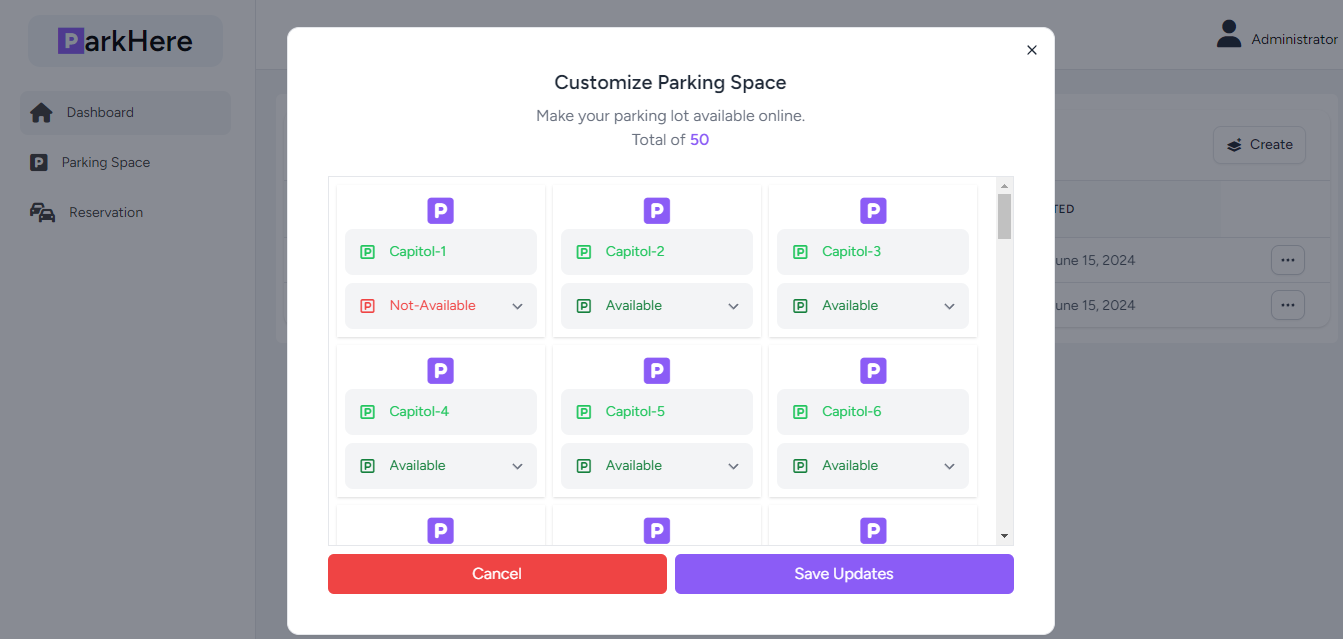 ParkHere
Administrator
Dashboard
Parking Space
Reservation
Create
TED
une 15, 2024
une 15, 2024
Customize Parking Space
Make your parking lot available online.
Total of 50
P P P
Capitol-1 Capitol-2 Capitol-3
Not-Available Available Available
P P P
Capitol-4 Capitol-5 Capitol-6
Available Available Available
P P P
Cancel Save Updates